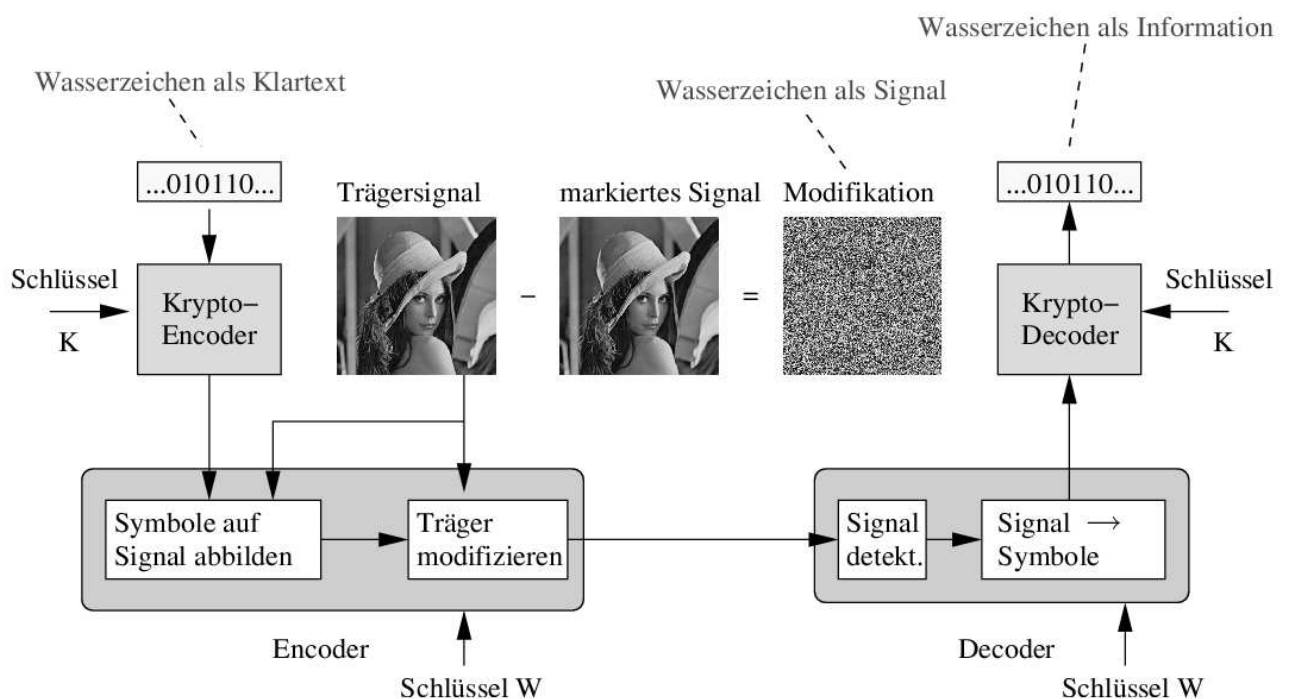 Wasserzeichen als Information
Wasserzeichen als Klartext
Wasserzeichen als Signal
...010110...
Trägersignal
markiertes Signal
Modifikation
...010110...
Schlüssel
K
Krypto–
Encoder
–
=
Krypto–
Decoder
Schlüssel
K
Symbole auf
Signal abbilden
Träger
modifizieren
Signal
detekt.
Signal →
Symbole
Encoder
Schlüssel W
Decoder
Schlüssel W